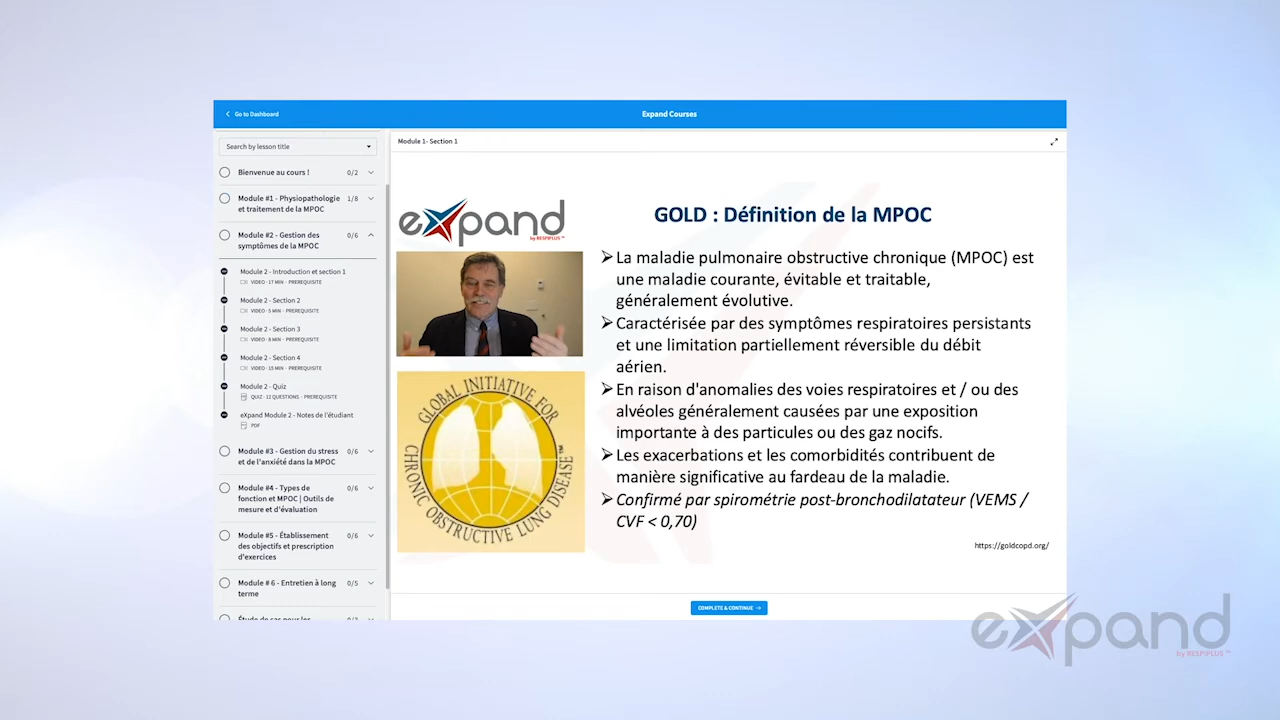 Go to Dashboard
Expand Courses
Search by lesson title
Bienvenue au cours !
0/2
Module #1 - Physiopathologie
et traitement de la MPOC
1/8
Module #2 - Gestion des
symptômes de la MPOC
0/6
Module 2 - Introduction et section 1
VIDEO · 17 MIN · PREREQUISITE
Module 2 - Section 2
VIDEO · 5 MIN · PREREQUISITE
Module 2 - Section 3
VIDEO · 8 MIN · PREREQUISITE
Module 2 - Section 4
VIDEO · 15 MIN · PREREQUISITE
Module 2 - Quiz
QUIZ · 12 QUESTIONS · PREREQUISITE
eXpand Module 2 - Notes de l'étudiant
PDF
Module #3 - Gestion du stress
et de l'anxiété dans la MPOC
0/6
Module #4 - Types de
fonction et MPOC | Outils de
mesure et d'évaluation
0/6
Module #5 - Établissement
des objectifs et prescription
d'exercices
0/6
Module # 6 - Entretien à long
terme
0/5
Étude de cas pour les
Module 1- Section 1
expand
by RESPIPLUS ™
GLOBAL INITIATIVE FOR
CHRONIC OBSTRUCTIVE LUNG DISEASE™
GOLD : Définition de la MPOC
➢La maladie pulmonaire obstructive chronique (MPOC) est
une maladie courante, évitable et traitable,
généralement évolutive.
➢Caractérisée par des symptômes respiratoires persistants
et une limitation partiellement réversible du débit
aérien.
➢En raison d'anomalies des voies respiratoires et / ou des
alvéoles généralement causées par une exposition
importante à des particules ou des gaz nocifs.
➢Les exacerbations et les comorbidités contribuent de
manière significative au fardeau de la maladie.
➢Confirmé par spirométrie post-bronchodilatateur (VEMS /
CVF < 0,70)
https://goldcopd.org/
COMPLETE & CONTINUE →
expand
by RESPIPLUS ™